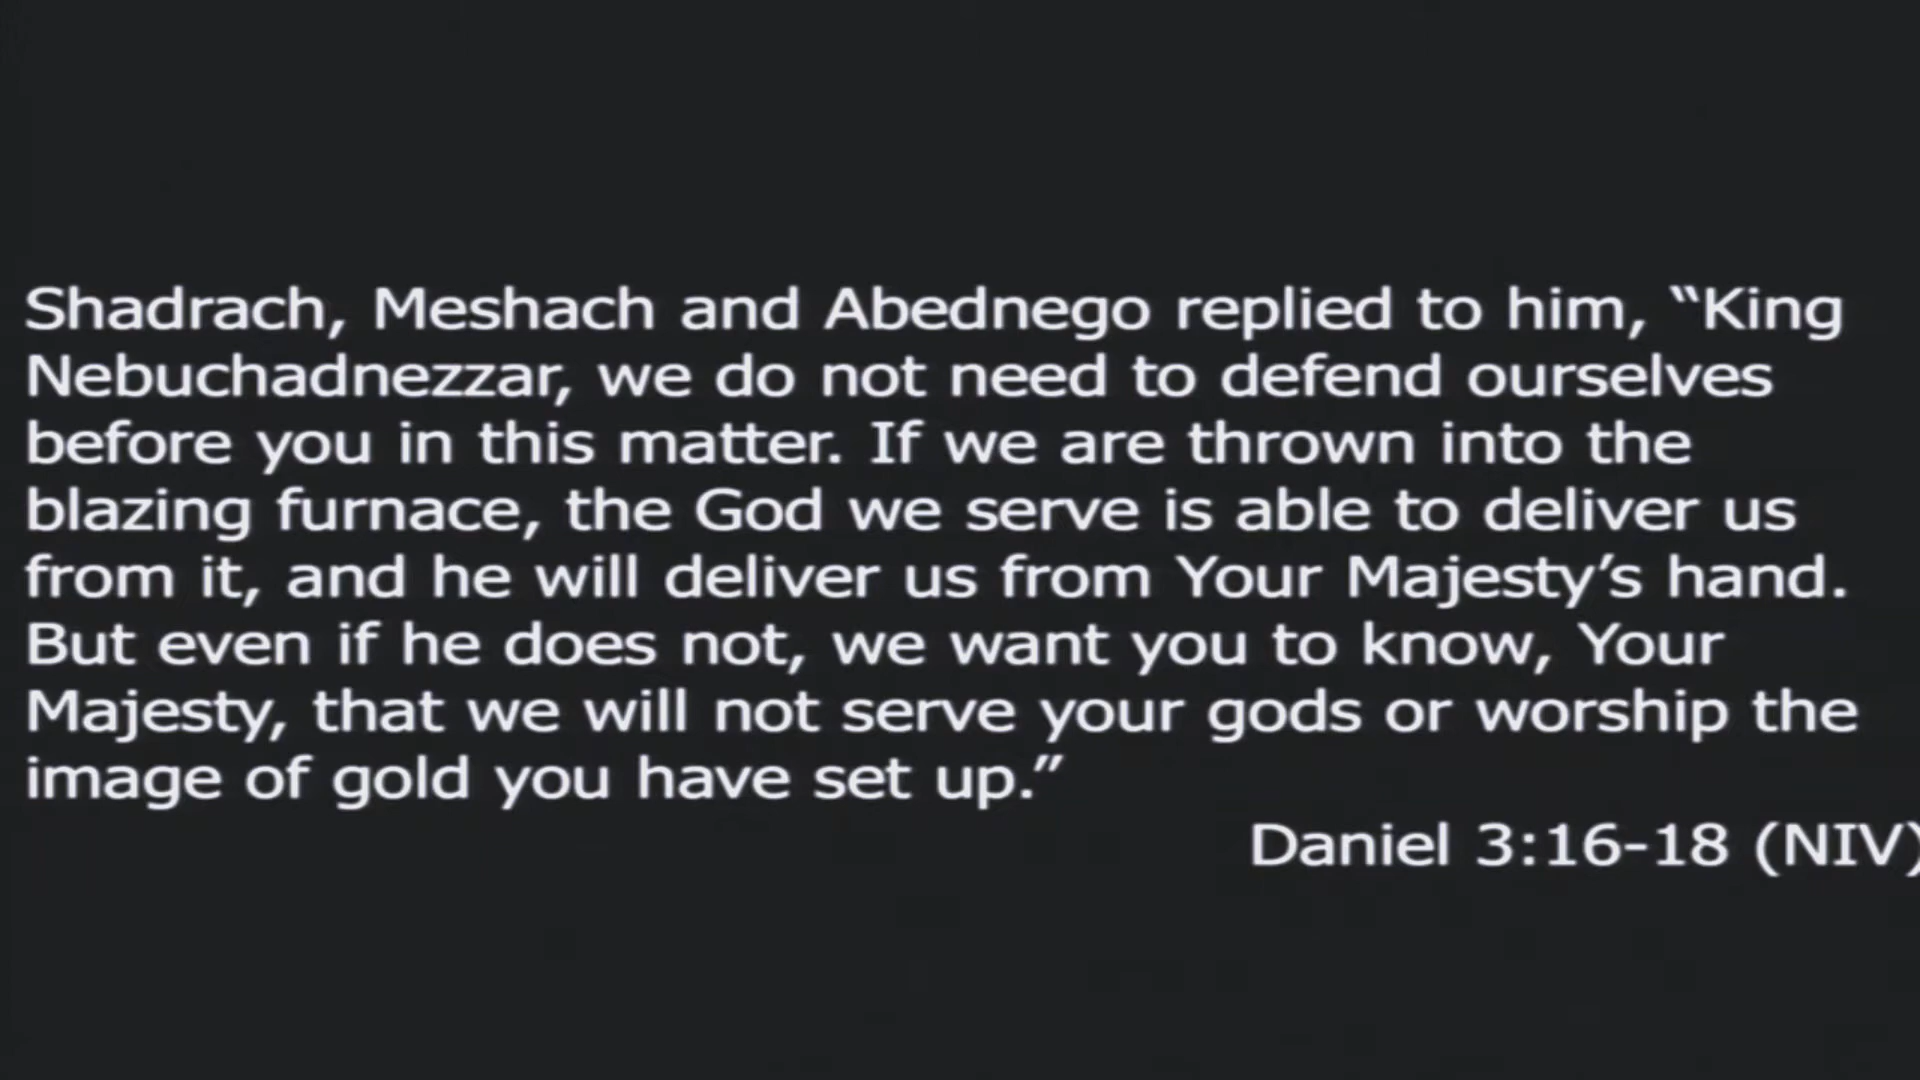 Shadrach, Meshach and Abednego replied to him, “King
Nebuchadnezzar, we do not need to defend ourselves
before you in this matter. If we are thrown into the
blazing furnace, the God we serve is able to deliver us
from it, and he will deliver us from Your Majesty’s hand.
But even if he does not, we want you to know, Your
Majesty, that we will not serve your gods or worship the
image of gold you have set up.”
Daniel 3:16-18 (NIV)